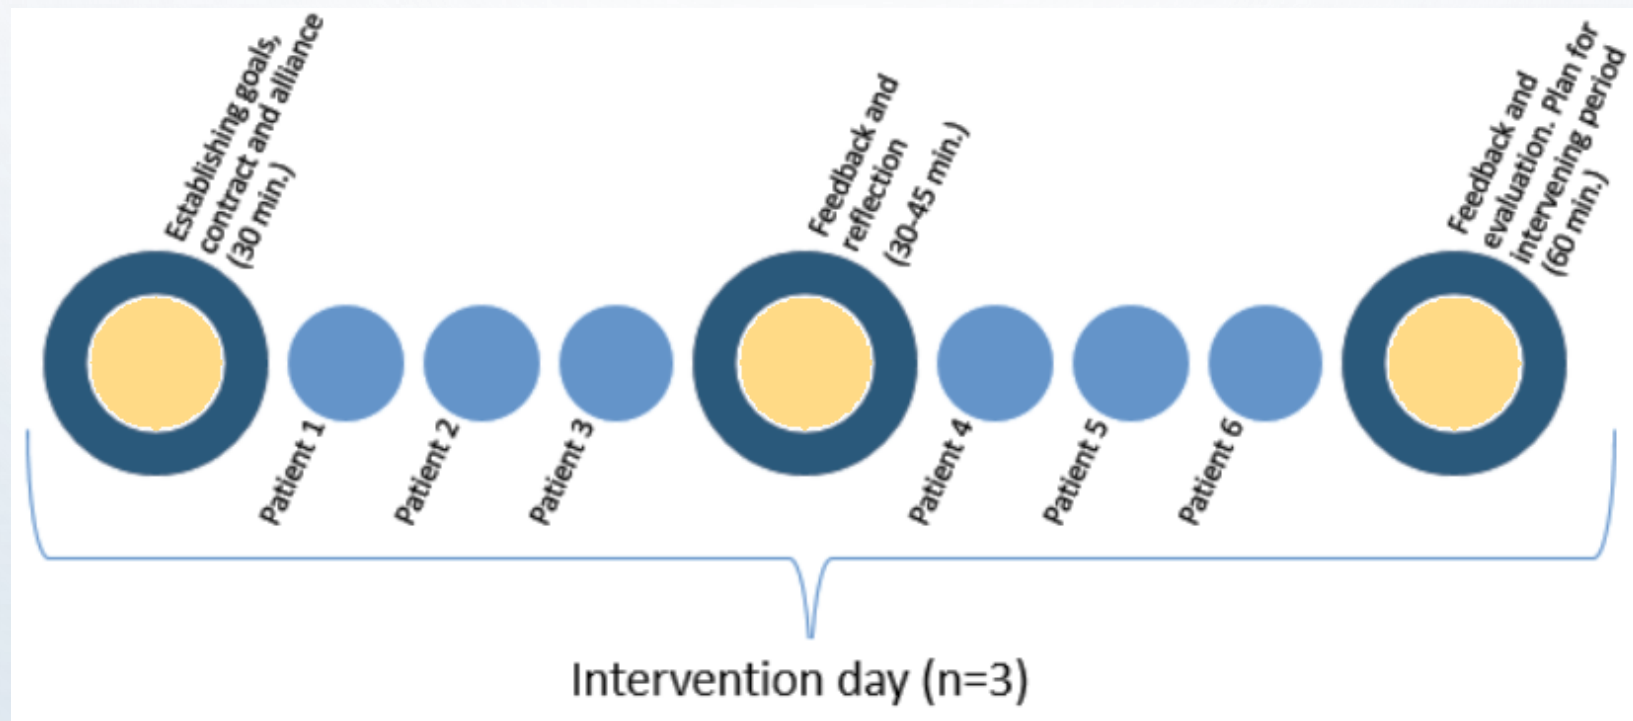 Establishing goals,
contract and alliance
(30 min.)
Patient 1
Patient 2
Patient 3
Feedback and
reflection
(30-45 min.)
Patient 4
Patient 5
Patient 6
Feedback and
evaluation. Plan for
intervening period
(60 min.)
Intervention day (n=3)